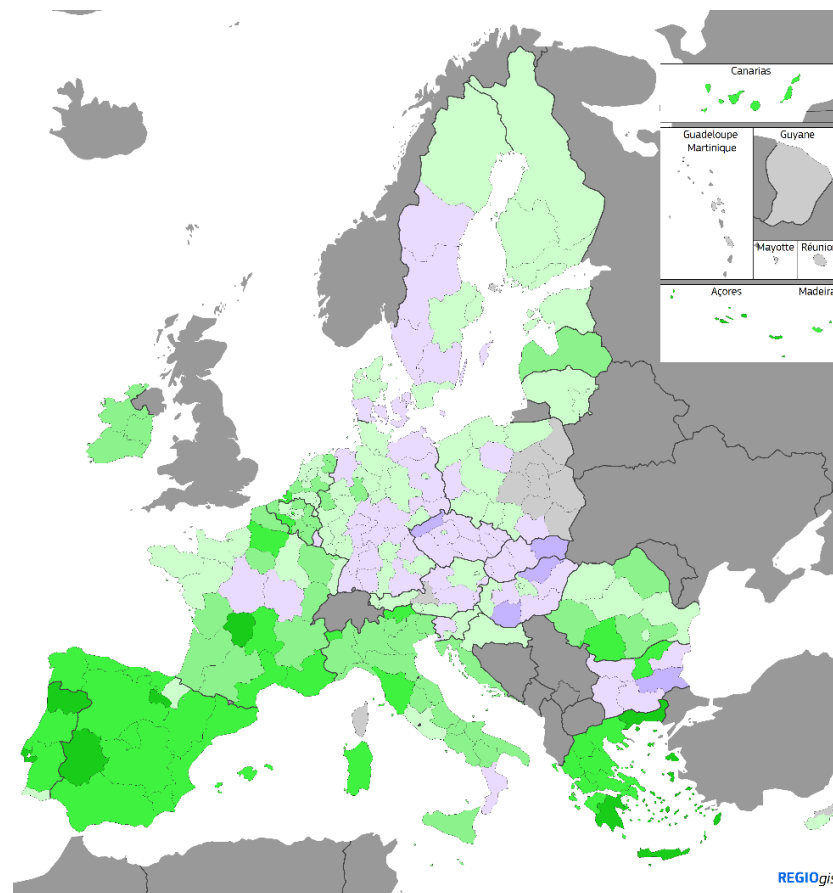 Canarias
Guadeloupe
Martinique
Guyane
Mayotte
Réunion
Açores
Madeira
REGIOgis